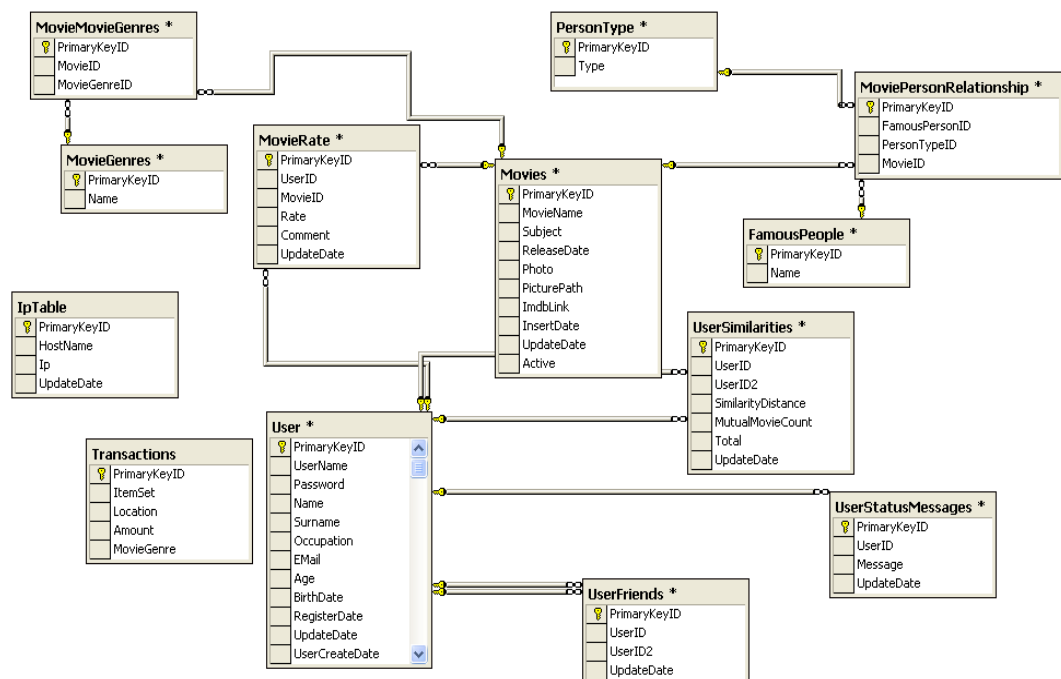 MovieMovieGenres *
PrimaryKeyID
MovieID
MovieGenreID
PersonType *
PrimaryKeyID
Type
MoviePersonRelationship *
PrimaryKeyID
FamousPersonID
PersonTypeID
MovieID
MovieGenres *
PrimaryKeyID
Name
MovieRate *
PrimaryKeyID
UserID
MovieID
Rate
Comment
UpdateDate
Movies *
PrimaryKeyID
MovieName
Subject
ReleaseDate
Photo
PicturePath
ImdbLink
InsertDate
UpdateDate
Active
FamousPeople *
PrimaryKeyID
Name
IpTable
PrimaryKeyID
HostName
Ip
UpdateDate
UserSimilarities *
PrimaryKeyID
UserID
UserID2
SimilarityDistance
MutualMovieCount
Total
UpdateDate
Transactions
PrimaryKeyID
ItemSet
Location
Amount
MovieGenre
User *
PrimaryKeyID
UserName
Password
Name
Surname
Occupation
EMail
Age
BirthDate
RegisterDate
UpdateDate
UserCreateDate
UserStatusMessages *
PrimaryKeyID
UserID
Message
UpdateDate
UserFriends *
PrimaryKeyID
UserID
UserID2
UpdateDate